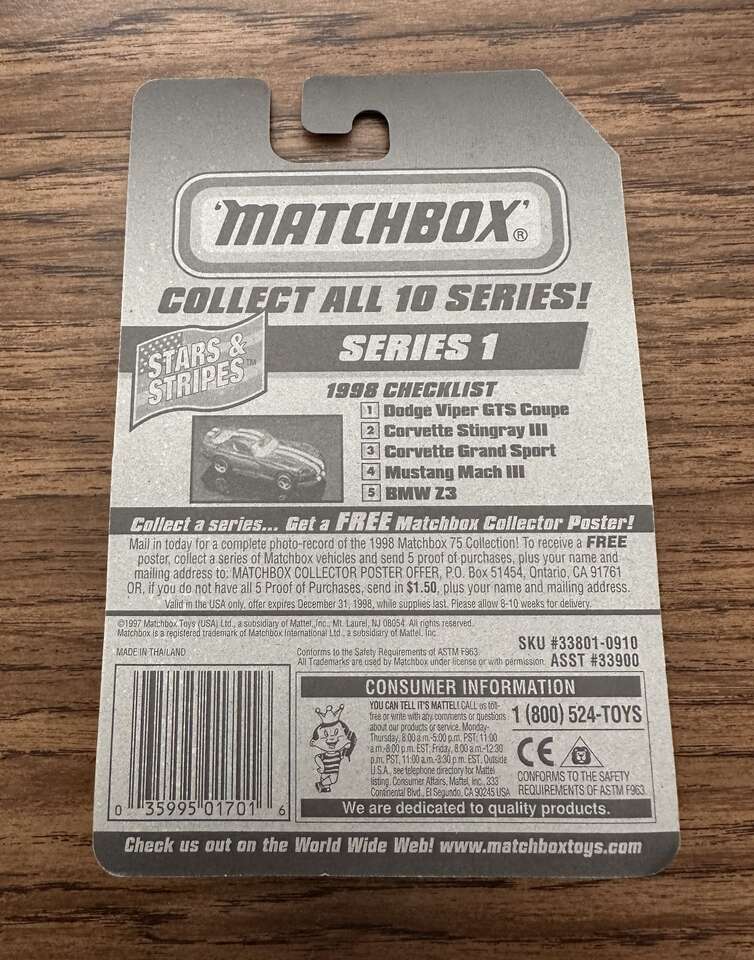 'MATCHBOX'®
COLLECT ALL 10 SERIES!
STARS &
STRIPES™
SERIES 1
1998 CHECKLIST
1 Dodge Viper GTS Coupe
2 Corvette Stingray III
3 Corvette Grand Sport
4 Mustang Mach III
5 BMW Z3
Collect a series... Get a FREE Matchbox Collector Poster!
Mail in today for a complete photo-record of the 1998 Matchbox 75 Collection! To receive a FREE
poster, collect a series of Matchbox vehicles and send 5 proof of purchases, plus your name and
mailing address to: MATCHBOX COLLECTOR POSTER OFFER, P.O. Box 51454, Ontario, CA 91761
OR, if you do not have all 5 Proof of Purchases, send in $1.50, plus your name and mailing address.
Valid in the USA only, offer expires December 31, 1998, while supplies last. Please allow 8-10 weeks for delivery.
©1997 Matchbox Toys (USA) Ltd., a subsidiary of Mattel, Inc., Mt. Laurel, NJ 08054. All rights reserved.
Matchbox is a registered trademark of Matchbox International Ltd., a subsidiary of Mattel, Inc.
SKU #33801-0910
MADE IN THAILAND
Conforms to the Safety Requirements of ASTM F963.
All Trademarks are used by Matchbox under license or with permission.
ASST #33900
0 35995 01701 6
CONSUMER INFORMATION
YOU CAN TELL IT'S MATTEL! CALL us toll-
free or write with any comments or questions
about our products or service. Monday-
Thursday, 8:00 a.m.-5:00 p.m. PST; 11:00
a.m.-8:00 p.m. EST. Friday, 8:00 a.m.-12:30
p.m. PST; 11:00 a.m.-3:30 p.m. EST. Outside
U.S.A., see telephone directory for Mattel
listing. Consumer Affairs, Mattel, Inc., 333
Continental Blvd., El Segundo, CA 90245 USA
1 (800) 524-TOYS
CE
CONFORMS TO THE SAFETY
REQUIREMENTS OF ASTM F963.
We are dedicated to quality products.
Check us out on the World Wide Web! www.matchboxtoys.com